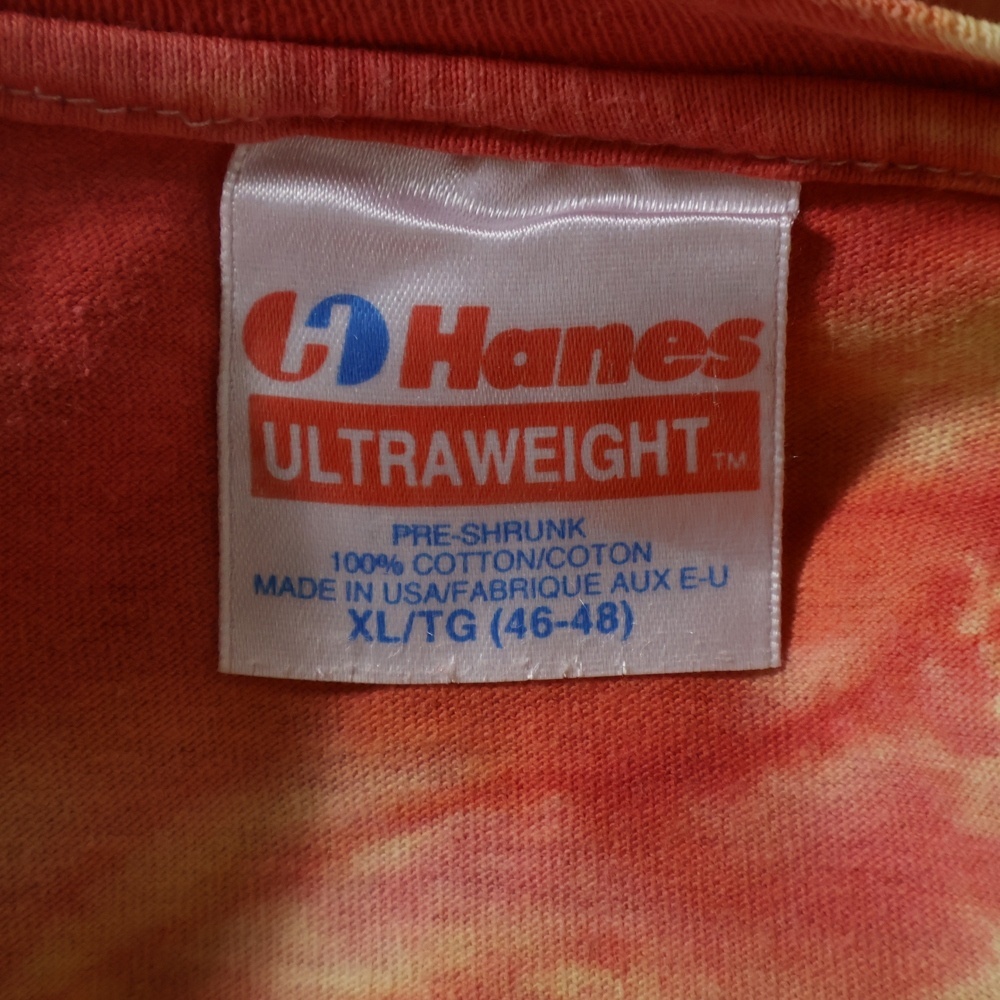 Hanes
ULTRAWEIGHT™
PRE-SHRUNK
100% COTTON/COTON
MADE IN USA/FABRIQUE AUX E-U
XL/TG (46-48)